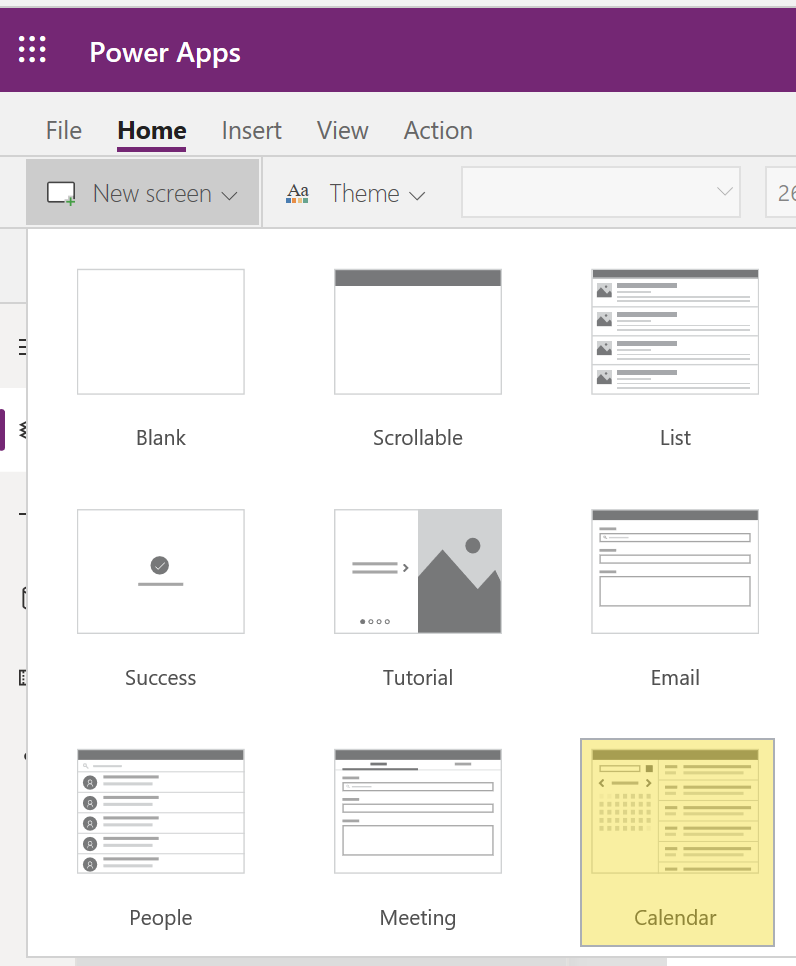 Power Apps
File Home Insert View Action
New screen Aa Theme 26
Blank Scrollable List
Success Tutorial Email
People Meeting Calendar